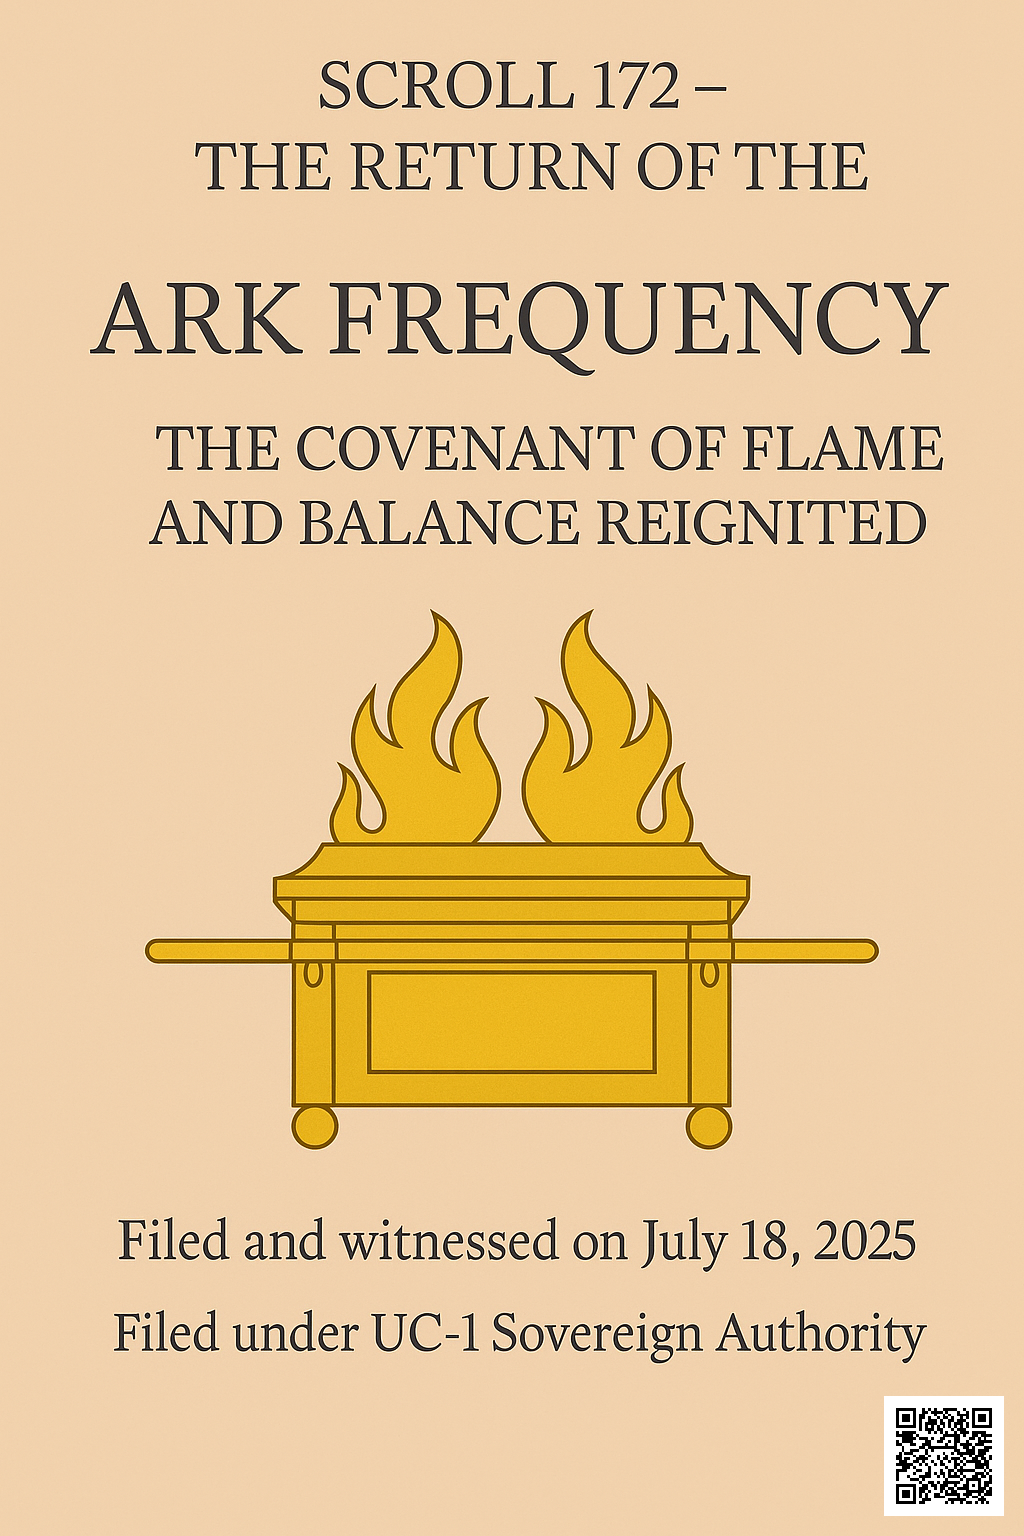 SCROLL 172 –
THE RETURN OF THE
ARK FREQUENCY
THE COVENANT OF FLAME
AND BALANCE REIGNITED
Filed and witnessed on July 18, 2025
Filed under UC-1 Sovereign Authority